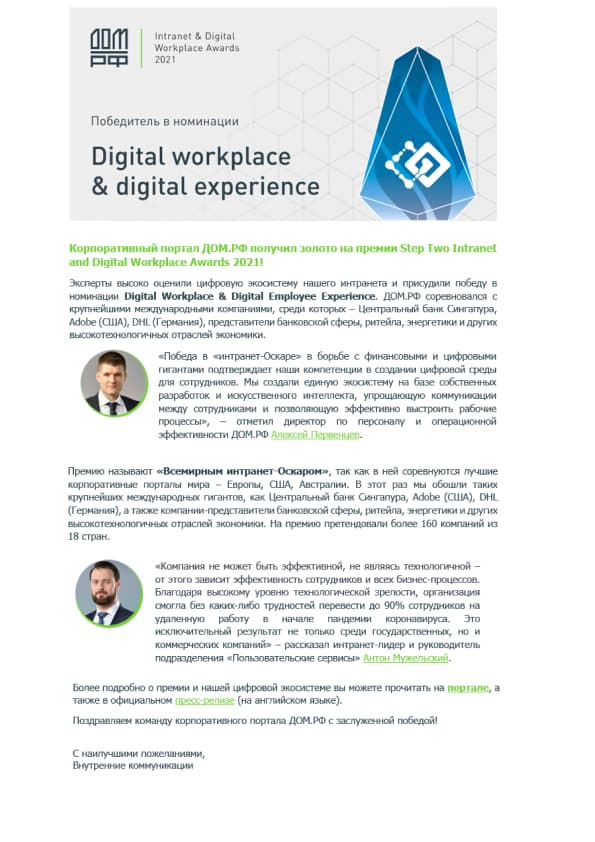 ДОМ
РФ
Intranet & Digital
Workplace Awards
2021
Победитель в номинации
Digital workplace
& digital experience
Корпоративный портал ДОМ.РФ получил золото на премии Step Two Intranet
and Digital Workplace Awards 2021!
Эксперты высоко оценили цифровую экосистему нашего интранета и присудили победу в
номинации Digital Workplace & Digital Employee Experience. ДОМ.РФ соревновался с
крупнейшими международными компаниями, среди которых – Центральный банк Сингапура,
Adobe (США), DHL (Германия), представители банковской сферы, ритейла, энергетики и других
высокотехнологичных отраслей экономики.
«Победа в «интранет-Оскаре» в борьбе с финансовыми и цифровыми
гигантами подтверждает наши компетенции в создании цифровой среды
для сотрудников. Мы создали единую экосистему на базе собственных
разработок и искусственного интеллекта, упрощающую коммуникации
между сотрудниками и позволяющую эффективно выстроить рабочие
процессы», – отметил директор по персоналу и операционной
эффективности ДОМ.РФ Алексей Первенцев.
Премию называют «Всемирным интранет-Оскаром», так как в ней соревнуются лучшие
корпоративные порталы мира – Европы, США, Австралии. В этот раз мы обошли таких
крупнейших международных гигантов, как Центральный банк Сингапура, Adobe (США), DHL
(Германия), а также компании-представители банковской сферы, ритейла, энергетики и других
высокотехнологичных отраслей экономики. На премию претендовали более 160 компаний из
18 стран.
«Компания не может быть эффективной, не являясь технологичной –
от этого зависит эффективность сотрудников и всех бизнес-процессов.
Благодаря высокому уровню технологической зрелости, организация
смогла без каких-либо трудностей перевести до 90% сотрудников на
удаленную работу в начале пандемии коронавируса. Это
исключительный результат не только среди государственных, но и
коммерческих компаний» – рассказал интранет-лидер и руководитель
подразделения «Пользовательские сервисы» Антон Мужельский.
Более подробно о премии и нашей цифровой экосистеме вы можете прочитать на портале, а
также в официальном пресс-релизе (на английском языке).
Поздравляем команду корпоративного портала ДОМ.РФ с заслуженной победой!
С наилучшими пожеланиями,
Внутренние коммуникации